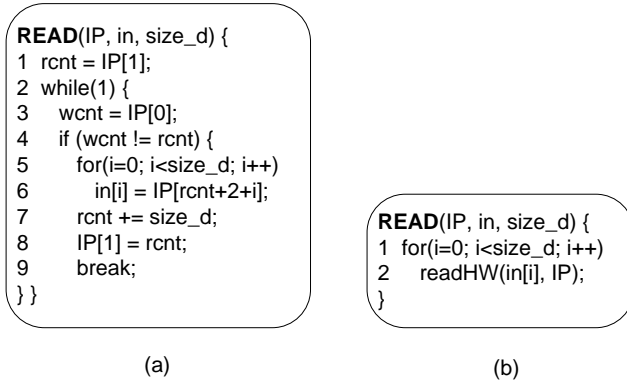 READ(IP, in, size_d) {
1 rcnt = IP[1];
2 while(1) {
3 wcnt = IP[0];
4 if (wcnt != rcnt) {
5 for(i=0; i<size_d; i++)
6 in[i] = IP[rcnt+2+i];
7 rcnt += size_d;
8 IP[1] = rcnt;
9 break;
} }
(a)
READ(IP, in, size_d) {
1 for(i=0; i<size_d; i++)
2 readHW(in[i], IP);
}
(b)